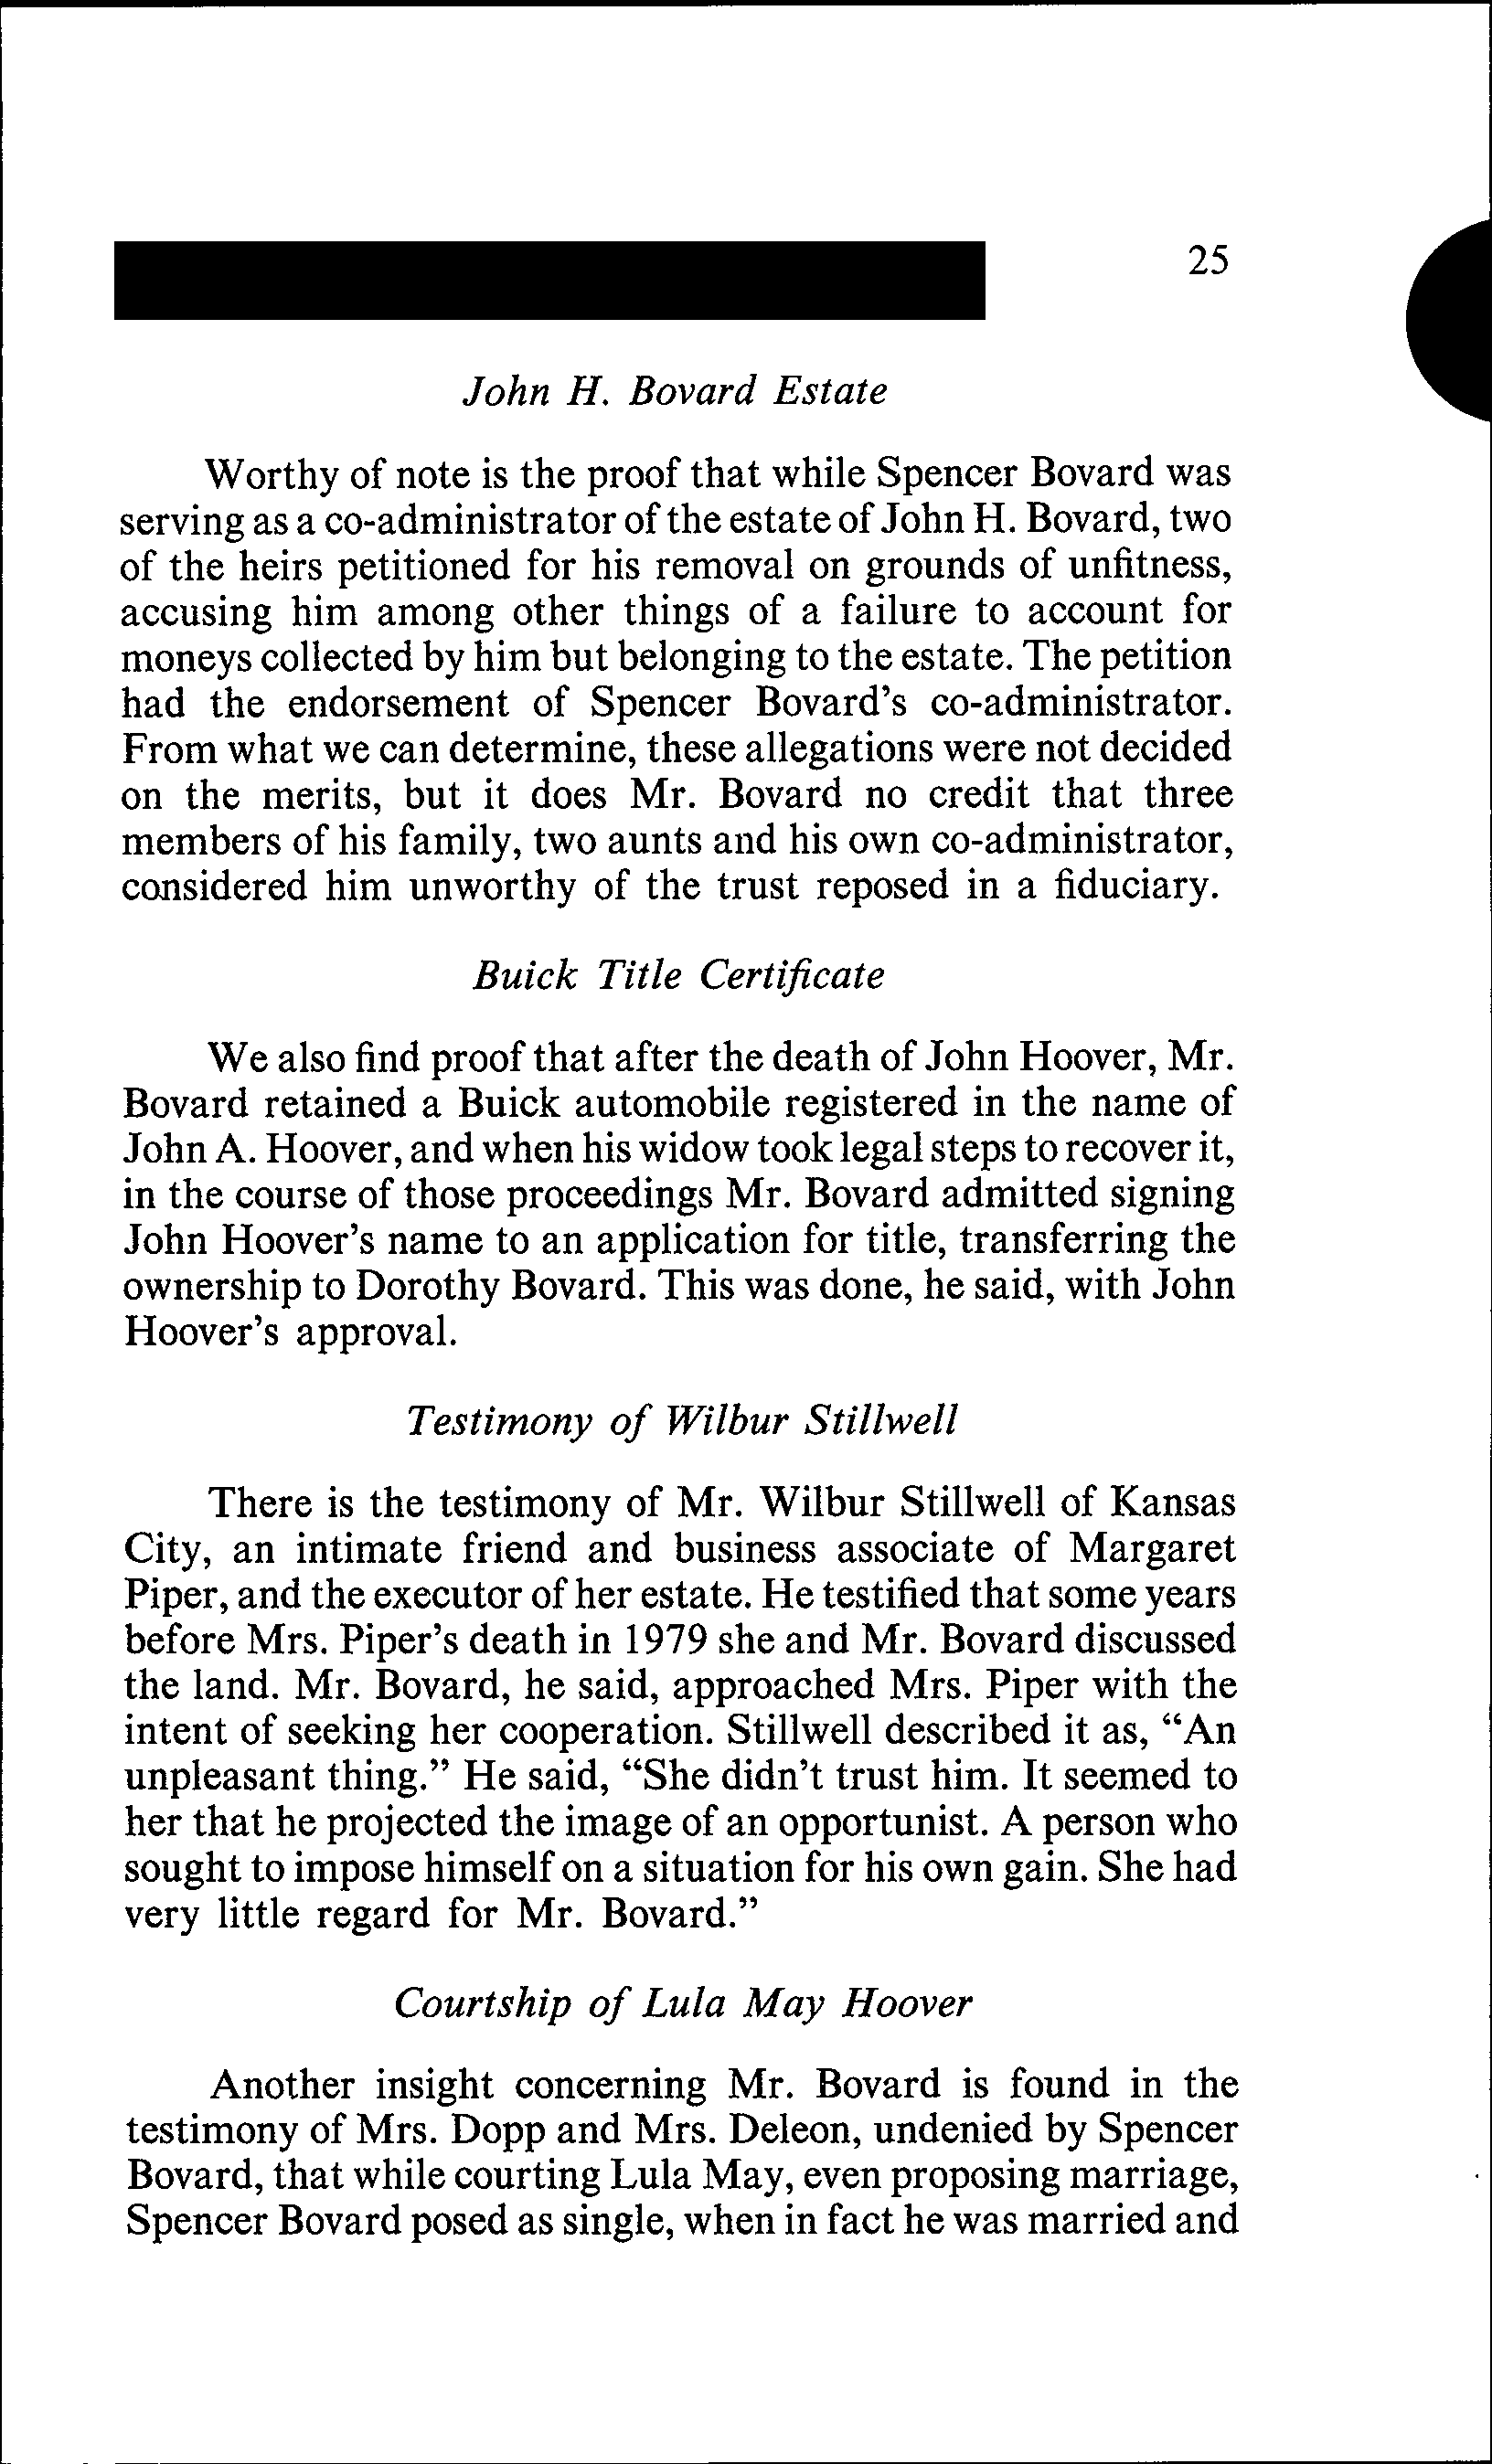 25
John H. Bovard Estate
Worthy of note is the proof that while Spencer Bovard was
serving as a co-administrator of the estate of John H. Bovard, two
of the heirs petitioned for his removal on grounds of unfitness,
accusing him among other things of a failure to account for
moneys collected by him but belonging to the estate. The petition
had the endorsement of Spencer Bovard's co-administrator.
From what we can determine, these allegations were not decided
on the merits, but it does Mr. Bovard no credit that three
members of his family, two aunts and his own co-administrator,
considered him unworthy of the trust reposed in a fiduciary.
Buick Title Certificate
We also find proof that after the death of John Hoover, Mr.
Bovard retained a Buick automobile registered in the name of
John A. Hoover, and when his widow took legal steps to recover it,
in the course of those proceedings Mr. Bovard admitted signing
John Hoover's name to an application for title, transferring the
ownership to Dorothy Bovard. This was done, he said, with John
Hoover's approval.
Testimony of Wilbur Stillwell
There is the testimony of Mr. Wilbur Stillwell of Kansas
City, an intimate friend and business associate of Margaret
Piper, and the executor of her estate. He testified that some years
before Mrs. Piper's death in 1979 she and Mr. Bovard discussed
the land. Mr. Bovard, he said, approached Mrs. Piper with the
intent of seeking her cooperation. Stillwell described it as, “An
unpleasant thing.” He said, “She didn't trust him. It seemed to
her that he projected the image of an opportunist. A person who
sought to impose himself on a situation for his own gain. She had
very little regard for Mr. Bovard.”
Courtship of Lula May Hoover
Another insight concerning Mr. Bovard is found in the
testimony of Mrs. Dopp and Mrs. Deleon, undenied by Spencer
Bovard, that while courting Lula May, even proposing marriage,
Spencer Bovard posed as single, when in fact he was married and